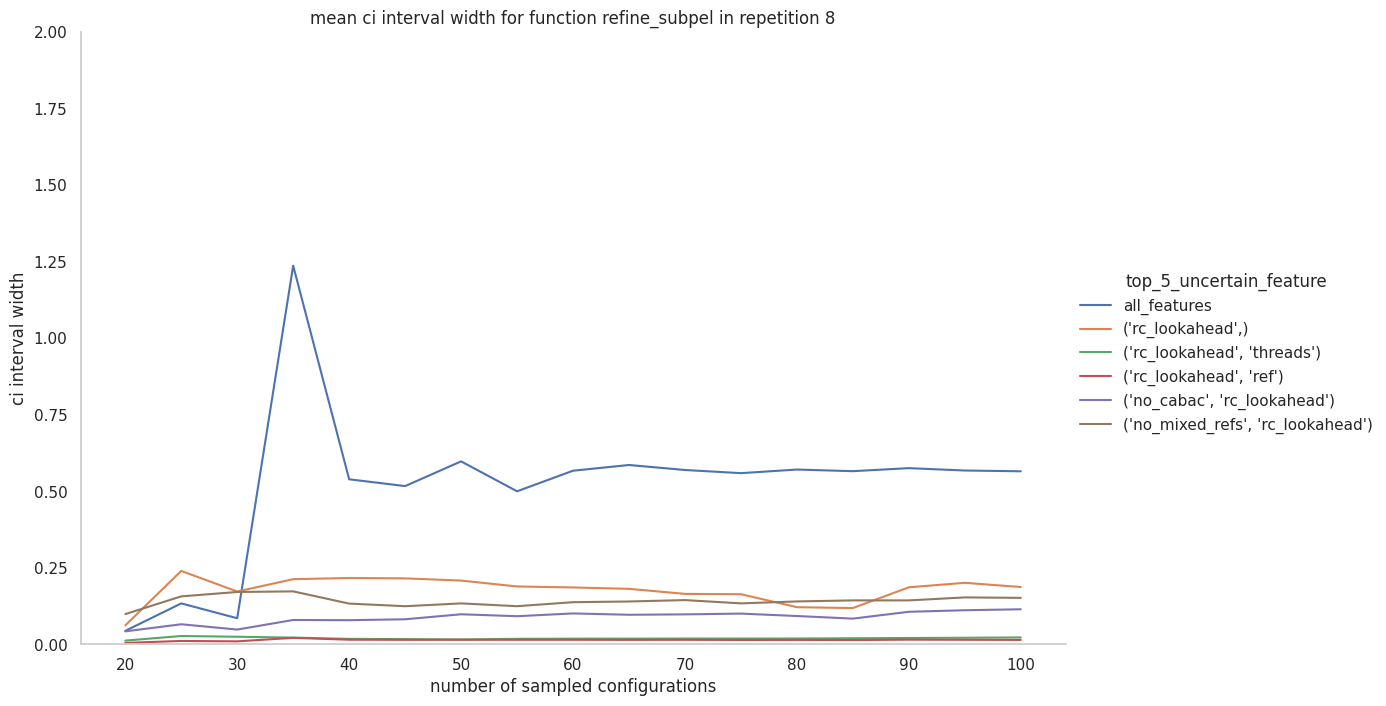 mean ci interval width for function refine_subpel in repetition 8
2.00
1.75
1.50
1.25
1.00
0.75
0.50
0.25
0.00
ci interval width
20 30 40 50 60 70 80 90 100
number of sampled configurations
top_5_uncertain_feature
all_features
('rc_lookahead',)
('rc_lookahead', 'threads')
('rc_lookahead', 'ref')
('no_cabac', 'rc_lookahead')
('no_mixed_refs', 'rc_lookahead')